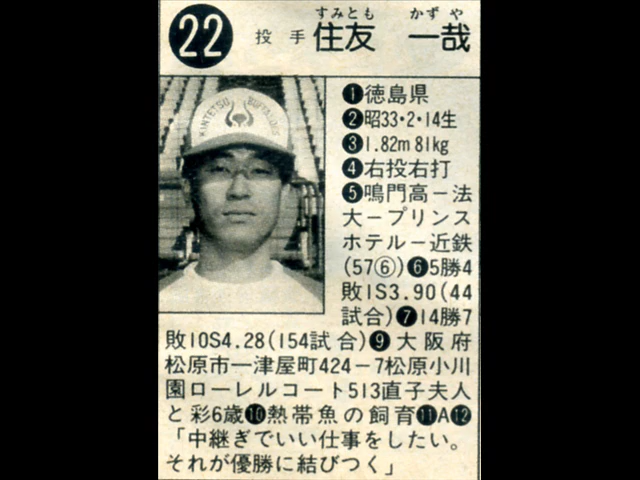 22
投手
すみとも かずや
住友 一哉
KINTETSU BUFFALOES
❶徳島県
❷昭33・2・14生
❸1.82m 81kg
❹右投右打
❺鳴門高－法
大－プリンス
ホテル－近鉄
(57⑥)❻5勝4
敗1S3.90(44
試合)❼14勝7
敗10S4.28(154試合)❾大阪府
松原市一津屋町424－7松原小川
園ローレルコート513直子夫人
と彩6歳❿熱帯魚の飼育⓫A⓬
「中継ぎでいい仕事をしたい。
それが優勝に結びつく」